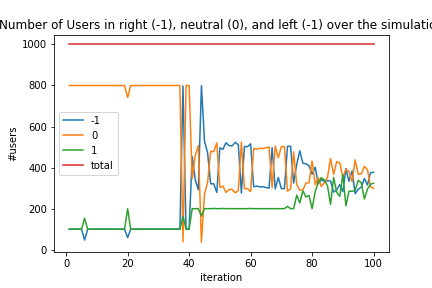 Number of Users in right (-1), neutral (0), and left (-1) over the simulatio
1000
800
600
400
200
0
#users
-1
0
1
total
0 20 40 60 80 100
iteration